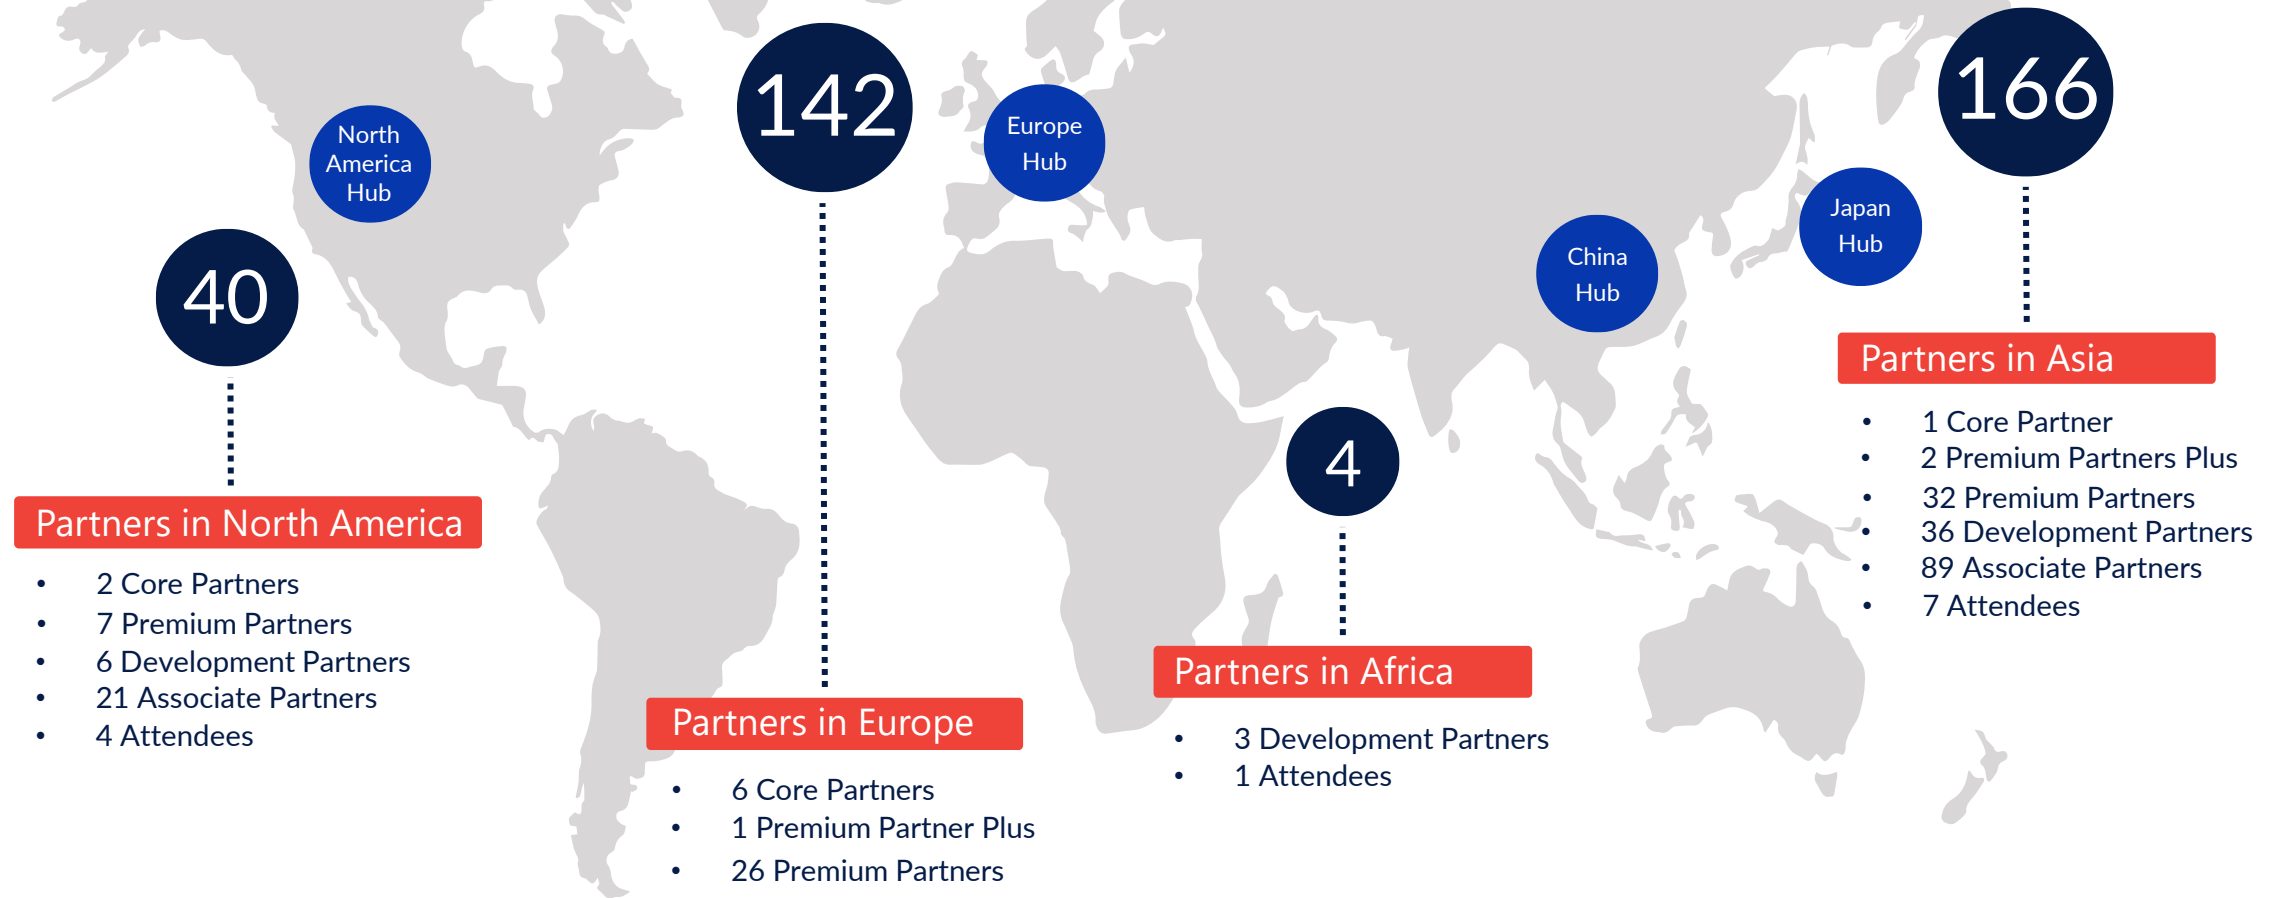 North
America
Hub
40
Partners in North America
• 2 Core Partners
• 7 Premium Partners
• 6 Development Partners
• 21 Associate Partners
• 4 Attendees
142
Europe
Hub
Partners in Europe
• 6 Core Partners
• 1 Premium Partner Plus
• 26 Premium Partners
4
Partners in Africa
• 3 Development Partners
• 1 Attendees
China
Hub
Japan
Hub
166
Partners in Asia
• 1 Core Partner
• 2 Premium Partners Plus
• 32 Premium Partners
• 36 Development Partners
• 89 Associate Partners
• 7 Attendees